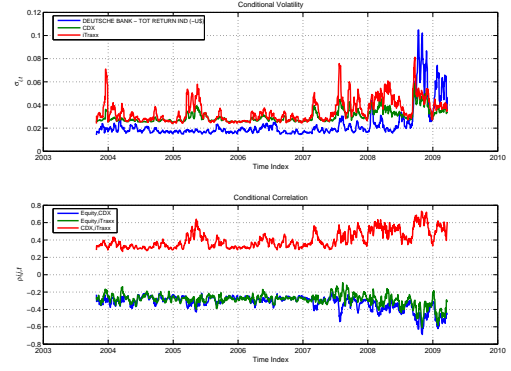 Conditional Volatility
DEUTSCHE BANK – TOT RETURN IND (~U$)
CDX
iTraxx
0.12
0.1
0.08
0.06
0.04
0.02
0
σi,t
2003 2004 2005 2006 2007 2008 2009 2010
Time Index
Conditional Correlation
Equity,CDX
Equity,iTraxx
CDX,iTraxx
0.8
0.6
0.4
0.2
0
−0.2
−0.4
−0.6
−0.8
ρi,j,t
2003 2004 2005 2006 2007 2008 2009 2010
Time Index